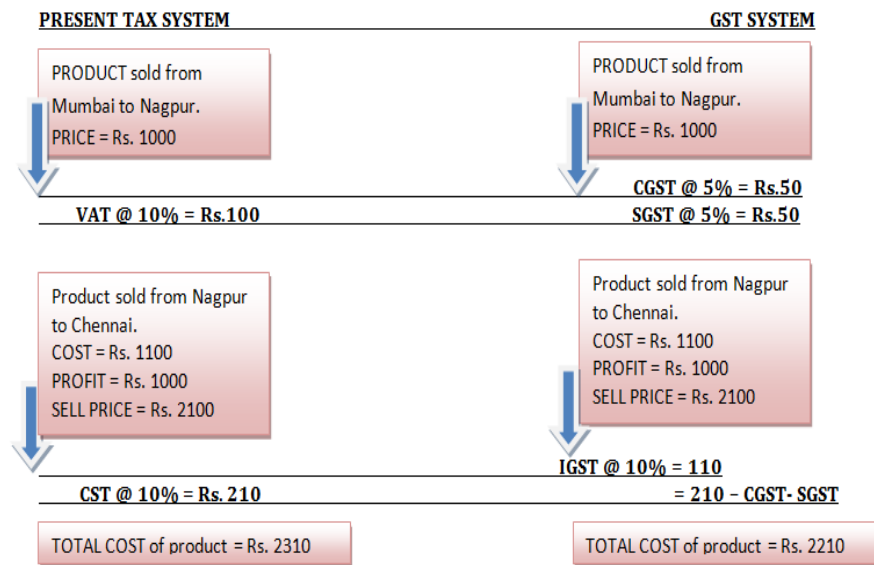 PRESENT TAX SYSTEM
GST SYSTEM
PRODUCT sold from
Mumbai to Nagpur.
PRICE = Rs. 1000
PRODUCT sold from
Mumbai to Nagpur.
PRICE = Rs. 1000
VAT @ 10% = Rs.100
CGST @ 5% = Rs.50
SGST @ 5% = Rs.50
Product sold from Nagpur
to Chennai.
COST = Rs. 1100
PROFIT = Rs. 1000
SELL PRICE = Rs. 2100
Product sold from Nagpur
to Chennai.
COST = Rs. 1100
PROFIT = Rs. 1000
SELL PRICE = Rs. 2100
CST @ 10% = Rs. 210
IGST @ 10% = 110
= 210 – CGST- SGST
TOTAL COST of product = Rs. 2310
TOTAL COST of product = Rs. 2210